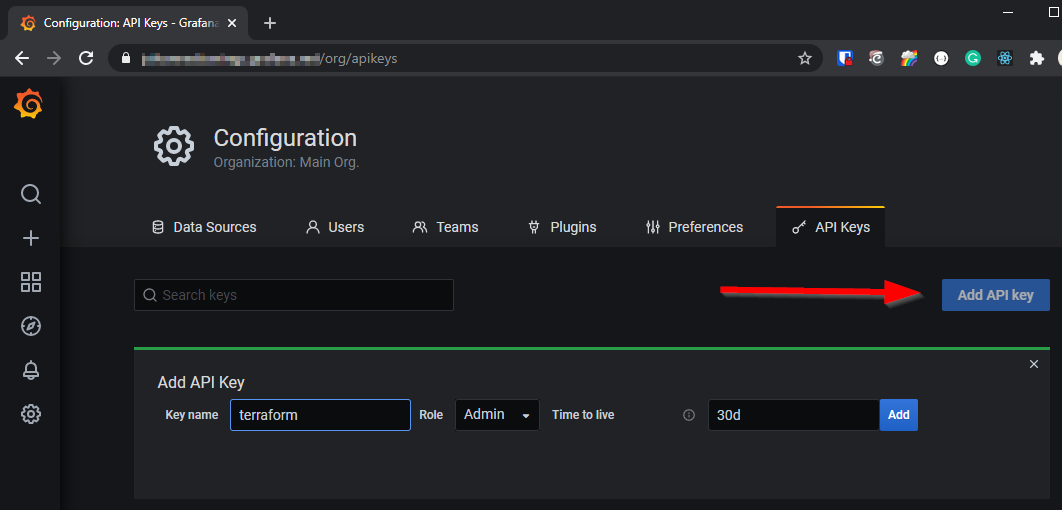 Configuration: API Keys - Grafana
/org/apikeys
Configuration
Organization: Main Org.
Data Sources Users Teams Plugins Preferences API Keys
Search keys Add API key
Add API Key
Key name terraform Role Admin Time to live 30d Add